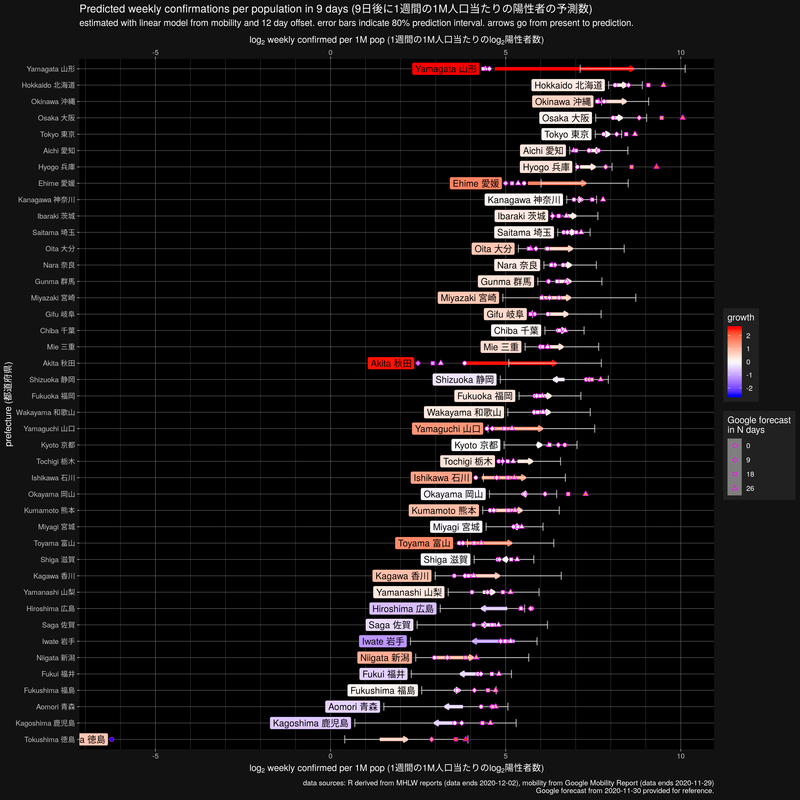 Predicted weekly confirmations per population in 9 days (9日後に1週間の1M人口当たりの陽性者の予測数)
estimated with linear model from mobility and 12 day offset. error bars indicate 80% prediction interval. arrows go from present to prediction.
log2 weekly confirmed per 1M pop (1週間の1M人口当たりのlog2陽性者数)
-5 0 5 10
Yamagata 山形 Yamagata 山形
Hokkaido 北海道 Hokkaido 北海道
Okinawa 沖縄 Okinawa 沖縄
Osaka 大阪 Osaka 大阪
Tokyo 東京 Tokyo 東京
Aichi 愛知 Aichi 愛知
Hyogo 兵庫 Hyogo 兵庫
Ehime 愛媛 Ehime 愛媛
Kanagawa 神奈川 Kanagawa 神奈川
Ibaraki 茨城 Ibaraki 茨城
Saitama 埼玉 Saitama 埼玉
Oita 大分 Oita 大分
Nara 奈良 Nara 奈良
Gunma 群馬 Gunma 群馬
Miyazaki 宮崎 Miyazaki 宮崎
Gifu 岐阜 Gifu 岐阜
Chiba 千葉 Chiba 千葉
Mie 三重 Mie 三重
Akita 秋田 Akita 秋田
Shizuoka 静岡 Shizuoka 静岡
Fukuoka 福岡 Fukuoka 福岡
Wakayama 和歌山 Wakayama 和歌山
Yamaguchi 山口 Yamaguchi 山口
Kyoto 京都 Kyoto 京都
Tochigi 栃木 Tochigi 栃木
Ishikawa 石川 Ishikawa 石川
Okayama 岡山 Okayama 岡山
Kumamoto 熊本 Kumamoto 熊本
Miyagi 宮城 Miyagi 宮城
Toyama 富山 Toyama 富山
Shiga 滋賀 Shiga 滋賀
Kagawa 香川 Kagawa 香川
Yamanashi 山梨 Yamanashi 山梨
Hiroshima 広島 Hiroshima 広島
Saga 佐賀 Saga 佐賀
Iwate 岩手 Iwate 岩手
Niigata 新潟 Niigata 新潟
Fukui 福井 Fukui 福井
Fukushima 福島 Fukushima 福島
Aomori 青森 Aomori 青森
Kagoshima 鹿児島 Kagoshima 鹿児島
Tokushima 徳島 a 徳島
-5 0 5 10
log2 weekly confirmed per 1M pop (1週間の1M人口当たりのlog2陽性者数)
prefecture (都道府県)
growth
2
1
0
-1
-2
Google forecast
in N days
0
9
18
26
data sources: R derived from MHLW reports (data ends 2020-12-02), mobility from Google Mobility Report (data ends 2020-11-29)
Google forecast from 2020-11-30 provided for reference.